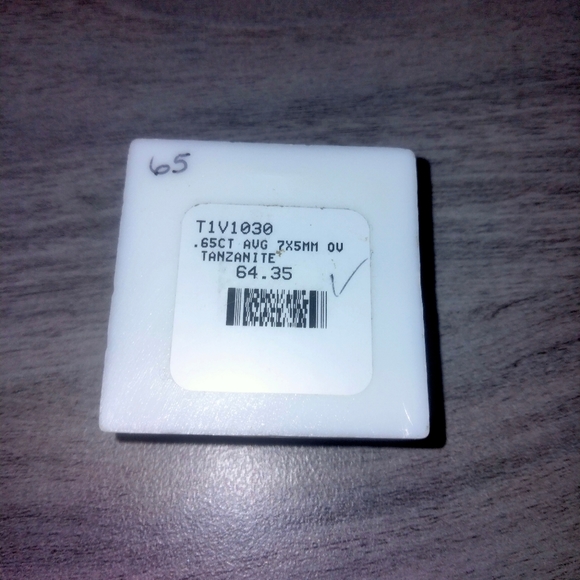 65
T1V1030
.65CT AVG 7X5MM OV
TANZANITE
64.35